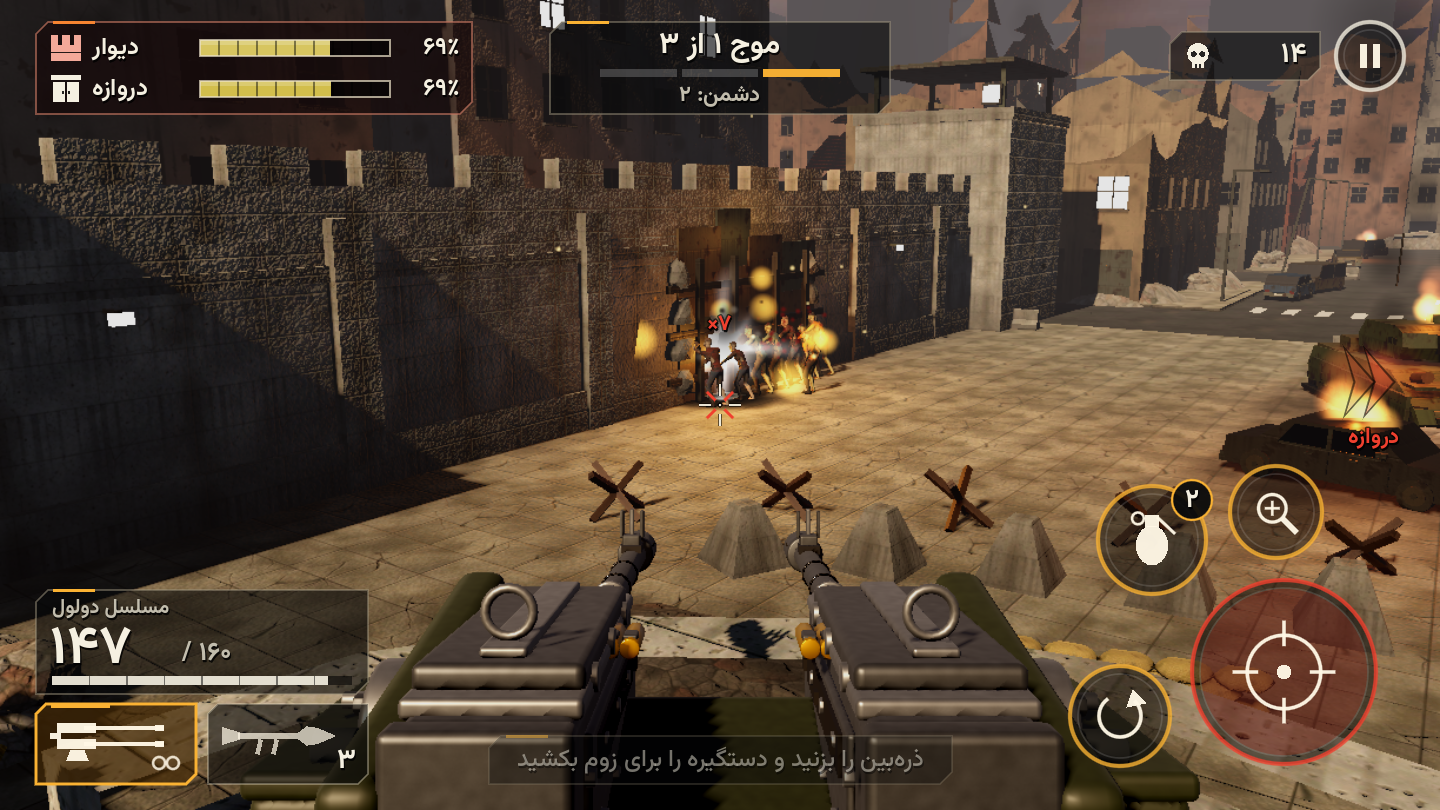 دیوار ۶۹٪
دروازه ۶۹٪
موج ۱ از ۳
دشمن: ۲
۱۴
×۷
دروازه
۲
مسلسل دولول
۱۴۷ / ۱۶۰
∞
۳
ذره‌بین را بزنید و دستگیره را برای زوم بکشید